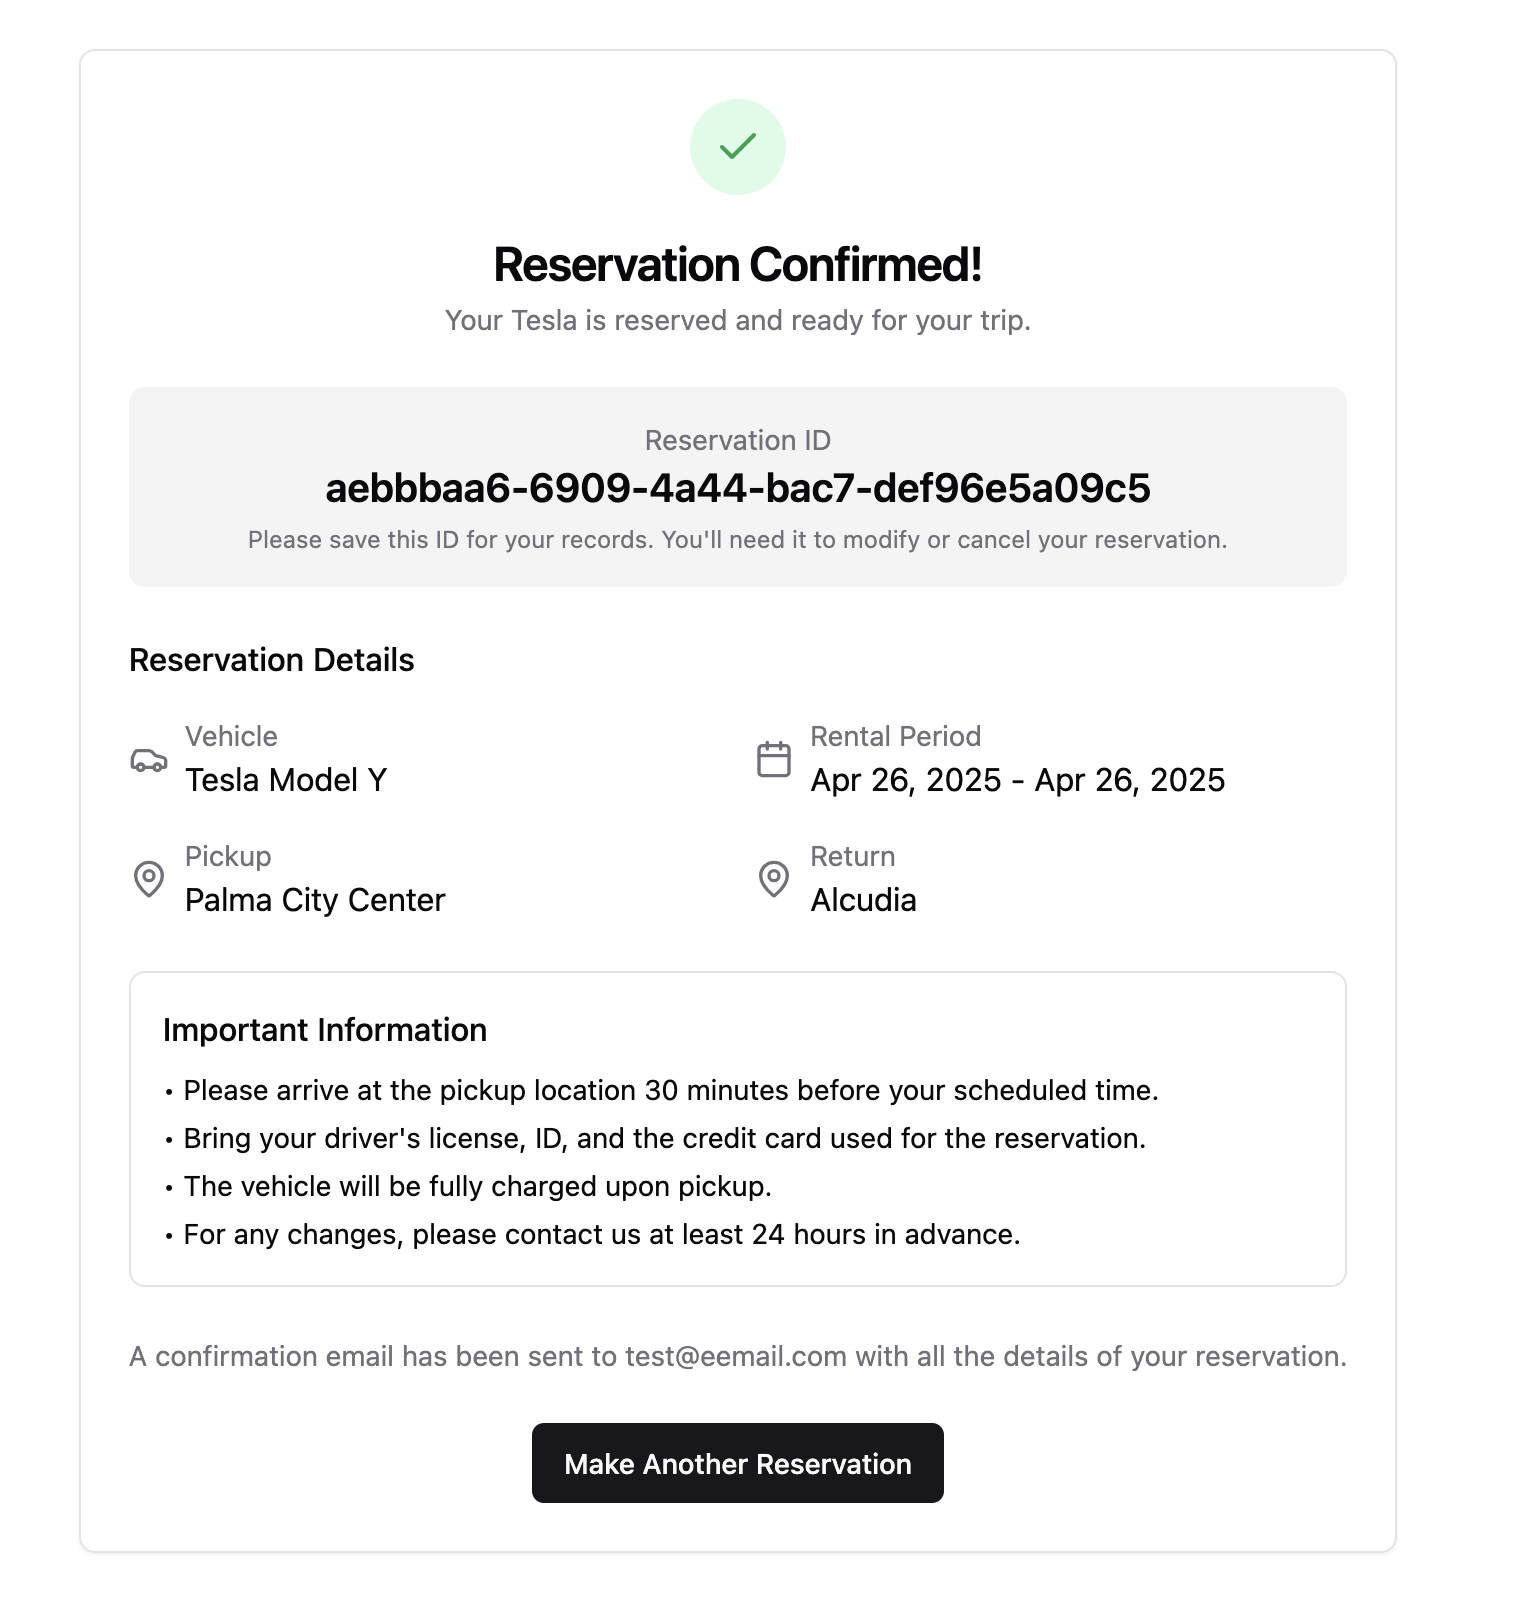 Reservation Confirmed!
Your Tesla is reserved and ready for your trip.
Reservation ID
aebbbaa6-6909-4a44-bac7-def96e5a09c5
Please save this ID for your records. You'll need it to modify or cancel your reservation.
Reservation Details
Vehicle
Tesla Model Y
Rental Period
Apr 26, 2025 - Apr 26, 2025
Pickup
Palma City Center
Return
Alcudia
Important Information
• Please arrive at the pickup location 30 minutes before your scheduled time.
• Bring your driver's license, ID, and the credit card used for the reservation.
• The vehicle will be fully charged upon pickup.
• For any changes, please contact us at least 24 hours in advance.
A confirmation email has been sent to test@eemail.com with all the details of your reservation.
Make Another Reservation